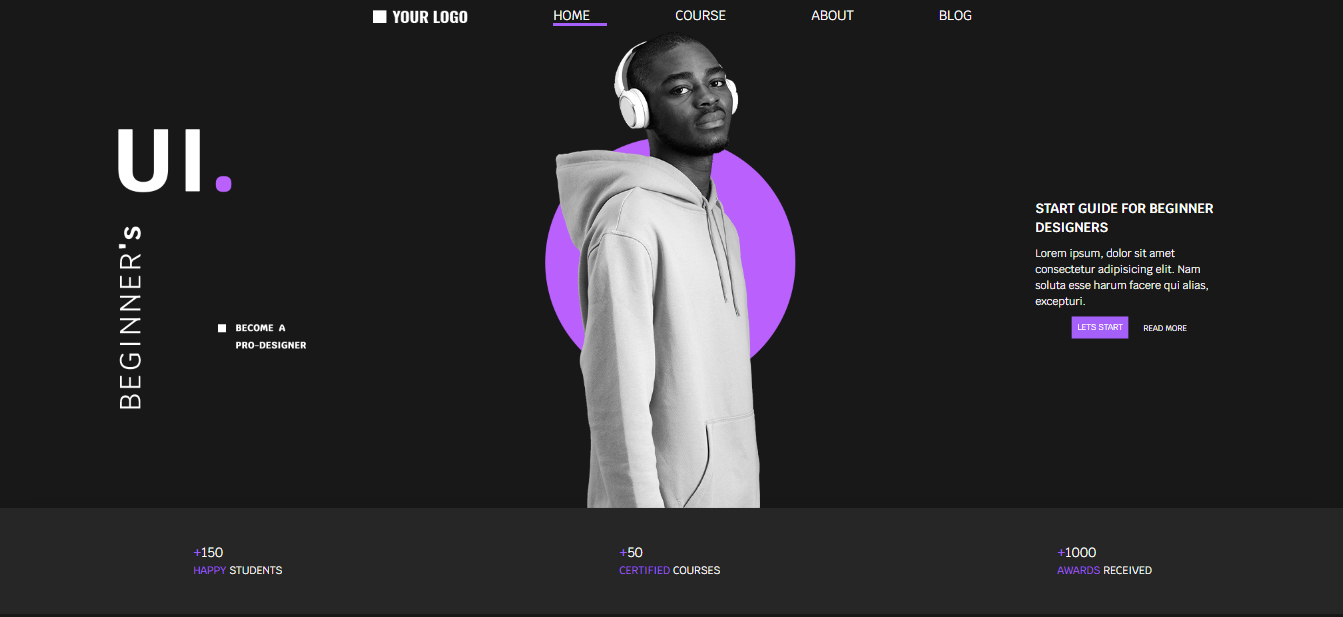 YOUR LOGO
HOME
COURSE
ABOUT
BLOG
UI.
BEGINNER's
BECOME A
PRO-DESIGNER
START GUIDE FOR BEGINNER
DESIGNERS
Lorem ipsum, dolor sit amet
consectetur adipisicing elit. Nam
soluta esse harum facere qui alias,
excepturi.
LETS START
READ MORE
+150
HAPPY STUDENTS
+50
CERTIFIED COURSES
+1000
AWARDS RECEIVED